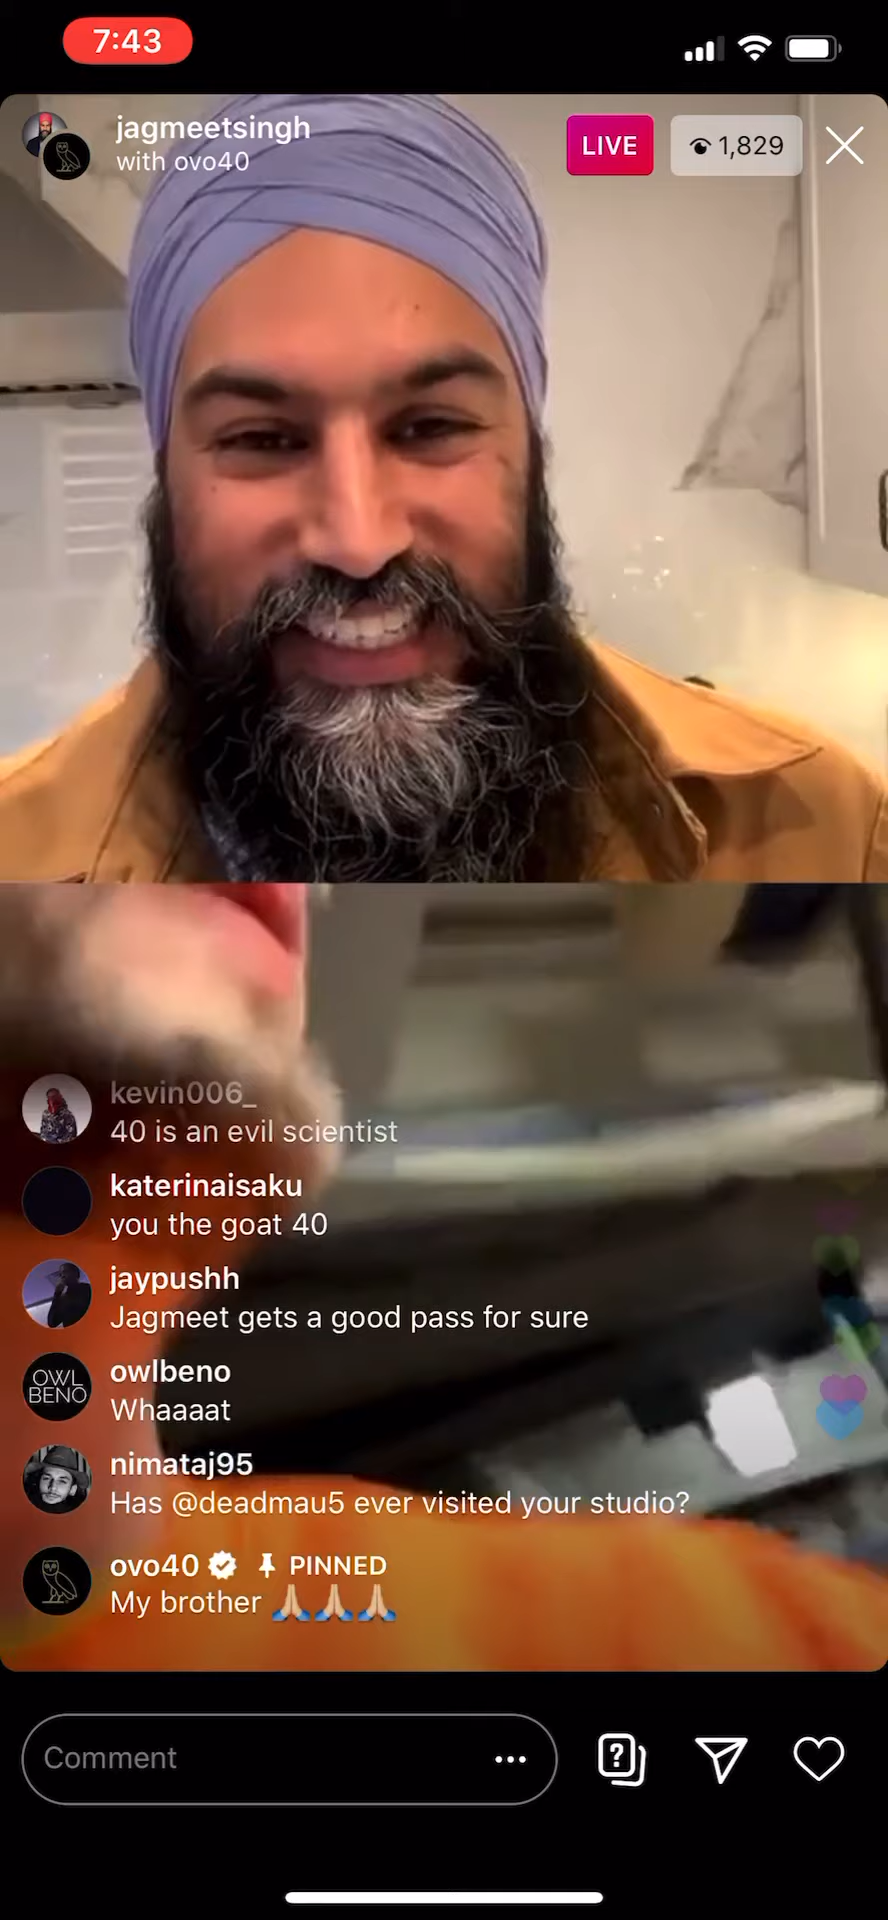 7:43
jagmeetsingh
with ovo40
LIVE
1,829
kevin006_
40 is an evil scientist
katerinaisaku
you the goat 40
jaypushh
Jagmeet gets a good pass for sure
OWL
BENO
owlbeno
Whaaaat
nimataj95
Has @deadmau5 ever visited your studio?
ovo40 PINNED
My brother 🙏🏼🙏🏼🙏🏼
Comment